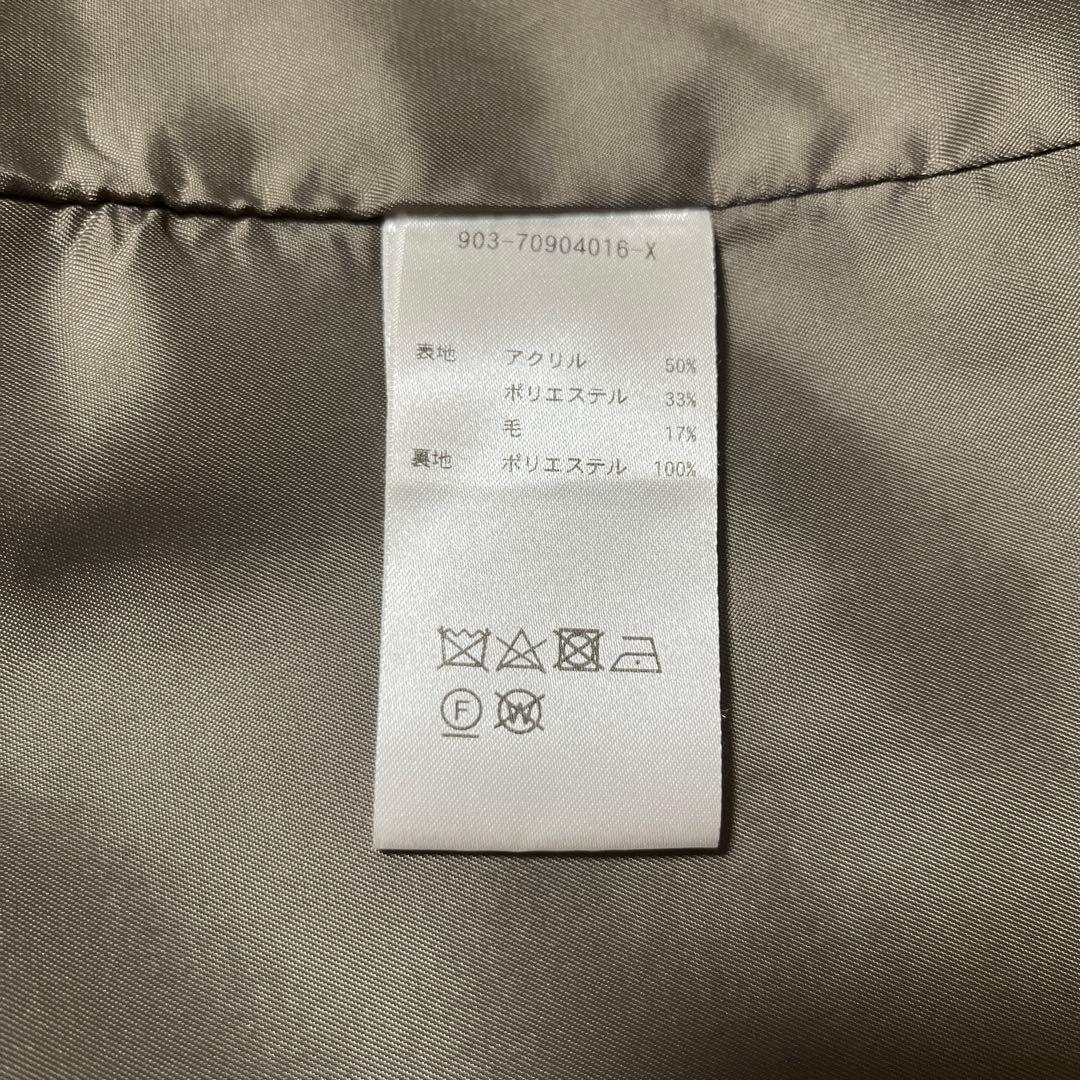 903-70904016-X
表地 アクリル 50%
ポリエステル 33%
毛 17%
裏地 ポリエステル 100%
F W